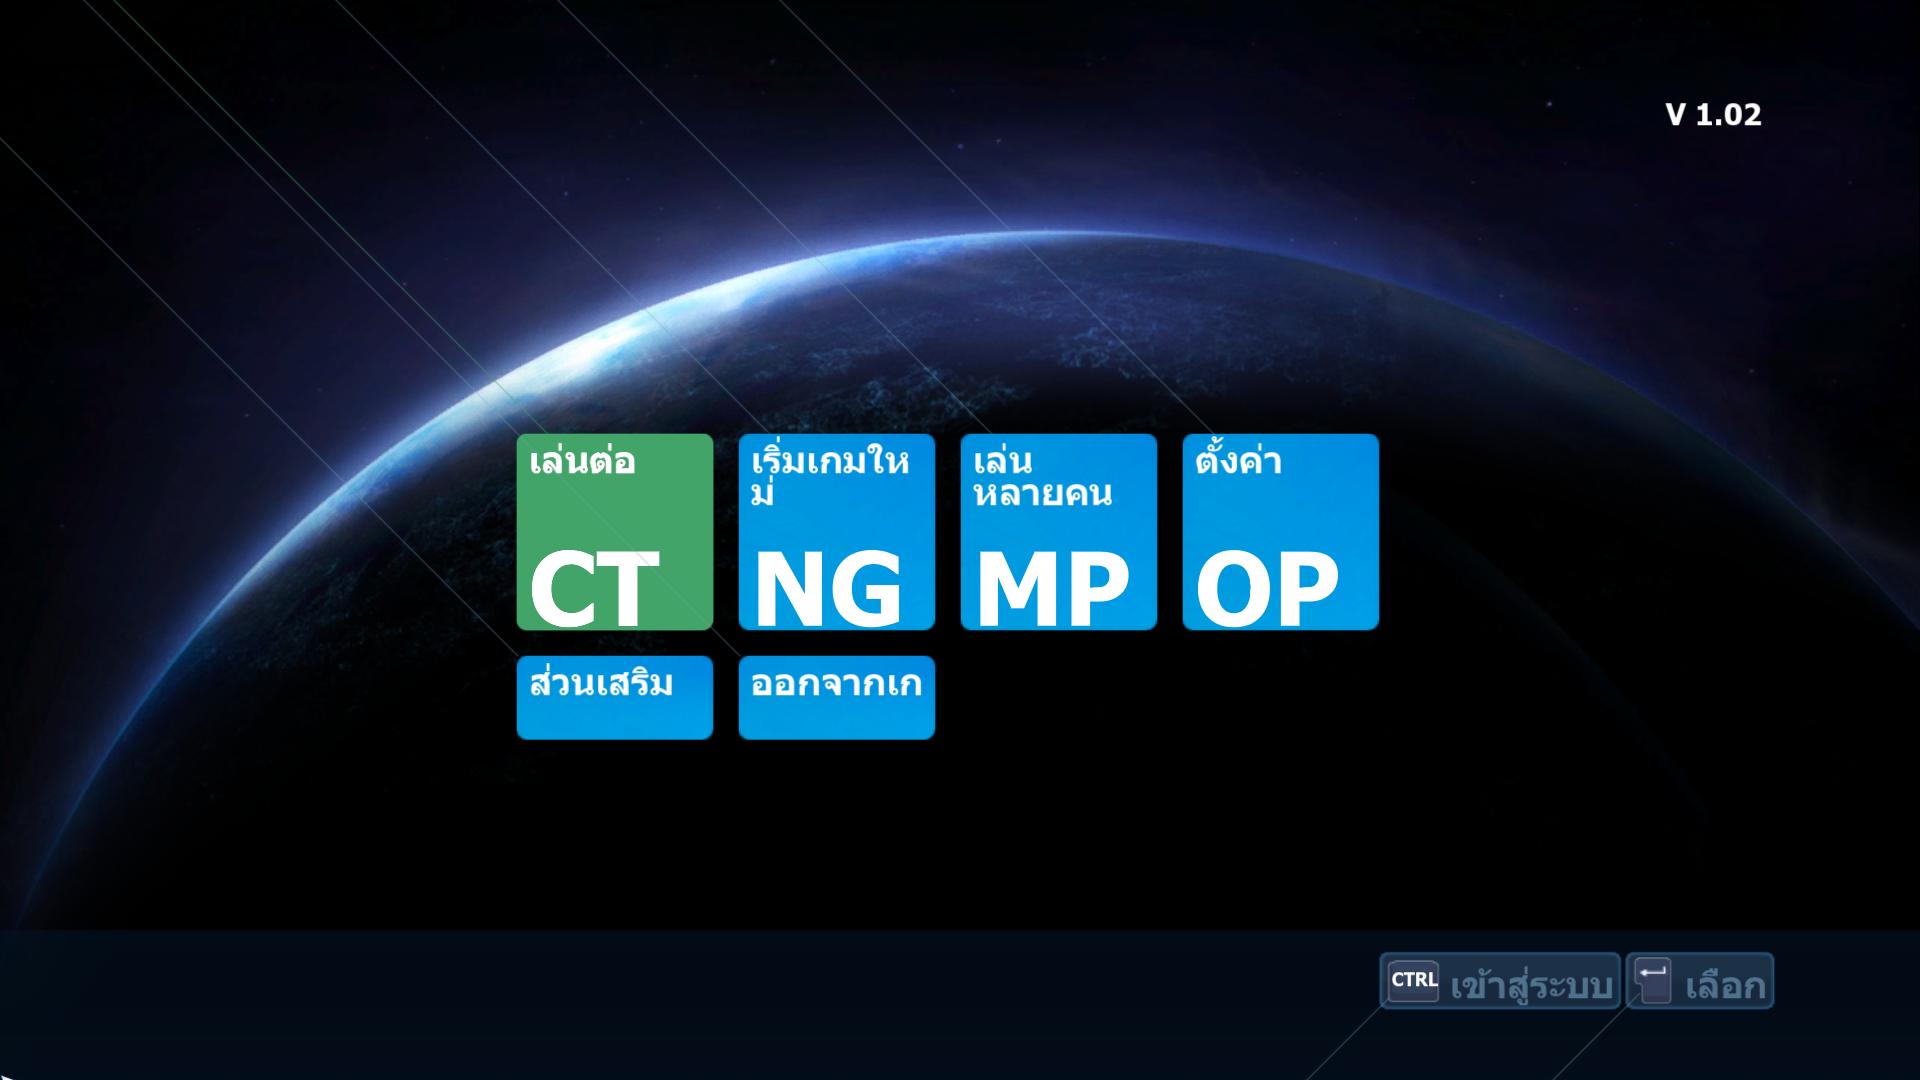 V 1.02
เล่นต่อ
CT
เริ่มเกมให
ม่
NG
เล่น
หลายคน
MP
ตั้งค่า
OP
ส่วนเสริม
ออกจากเก
CTRL เข้าสู่ระบบ
เลือก